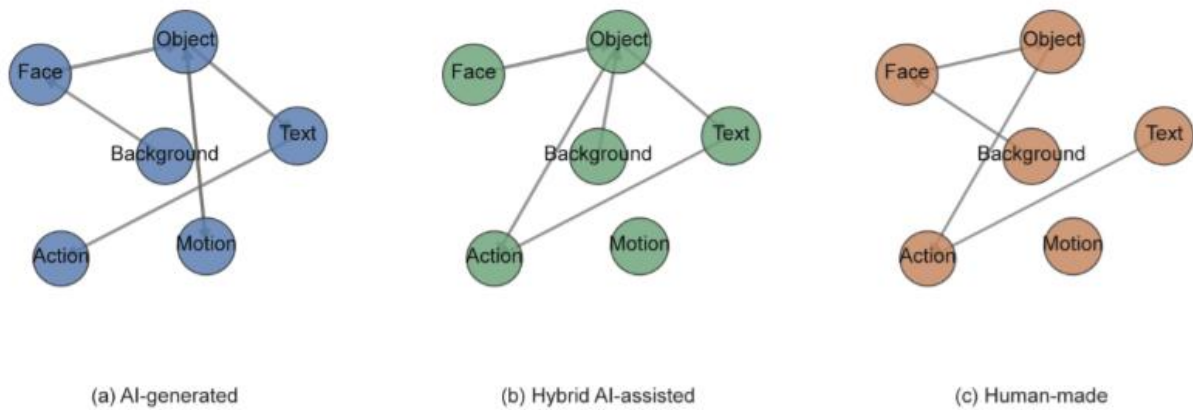 Face
Object
Text
Background
Action
Motion
(a) AI-generated
Face
Object
Text
Background
Action
Motion
(b) Hybrid AI-assisted
Face
Object
Text
Background
Action
Motion
(c) Human-made